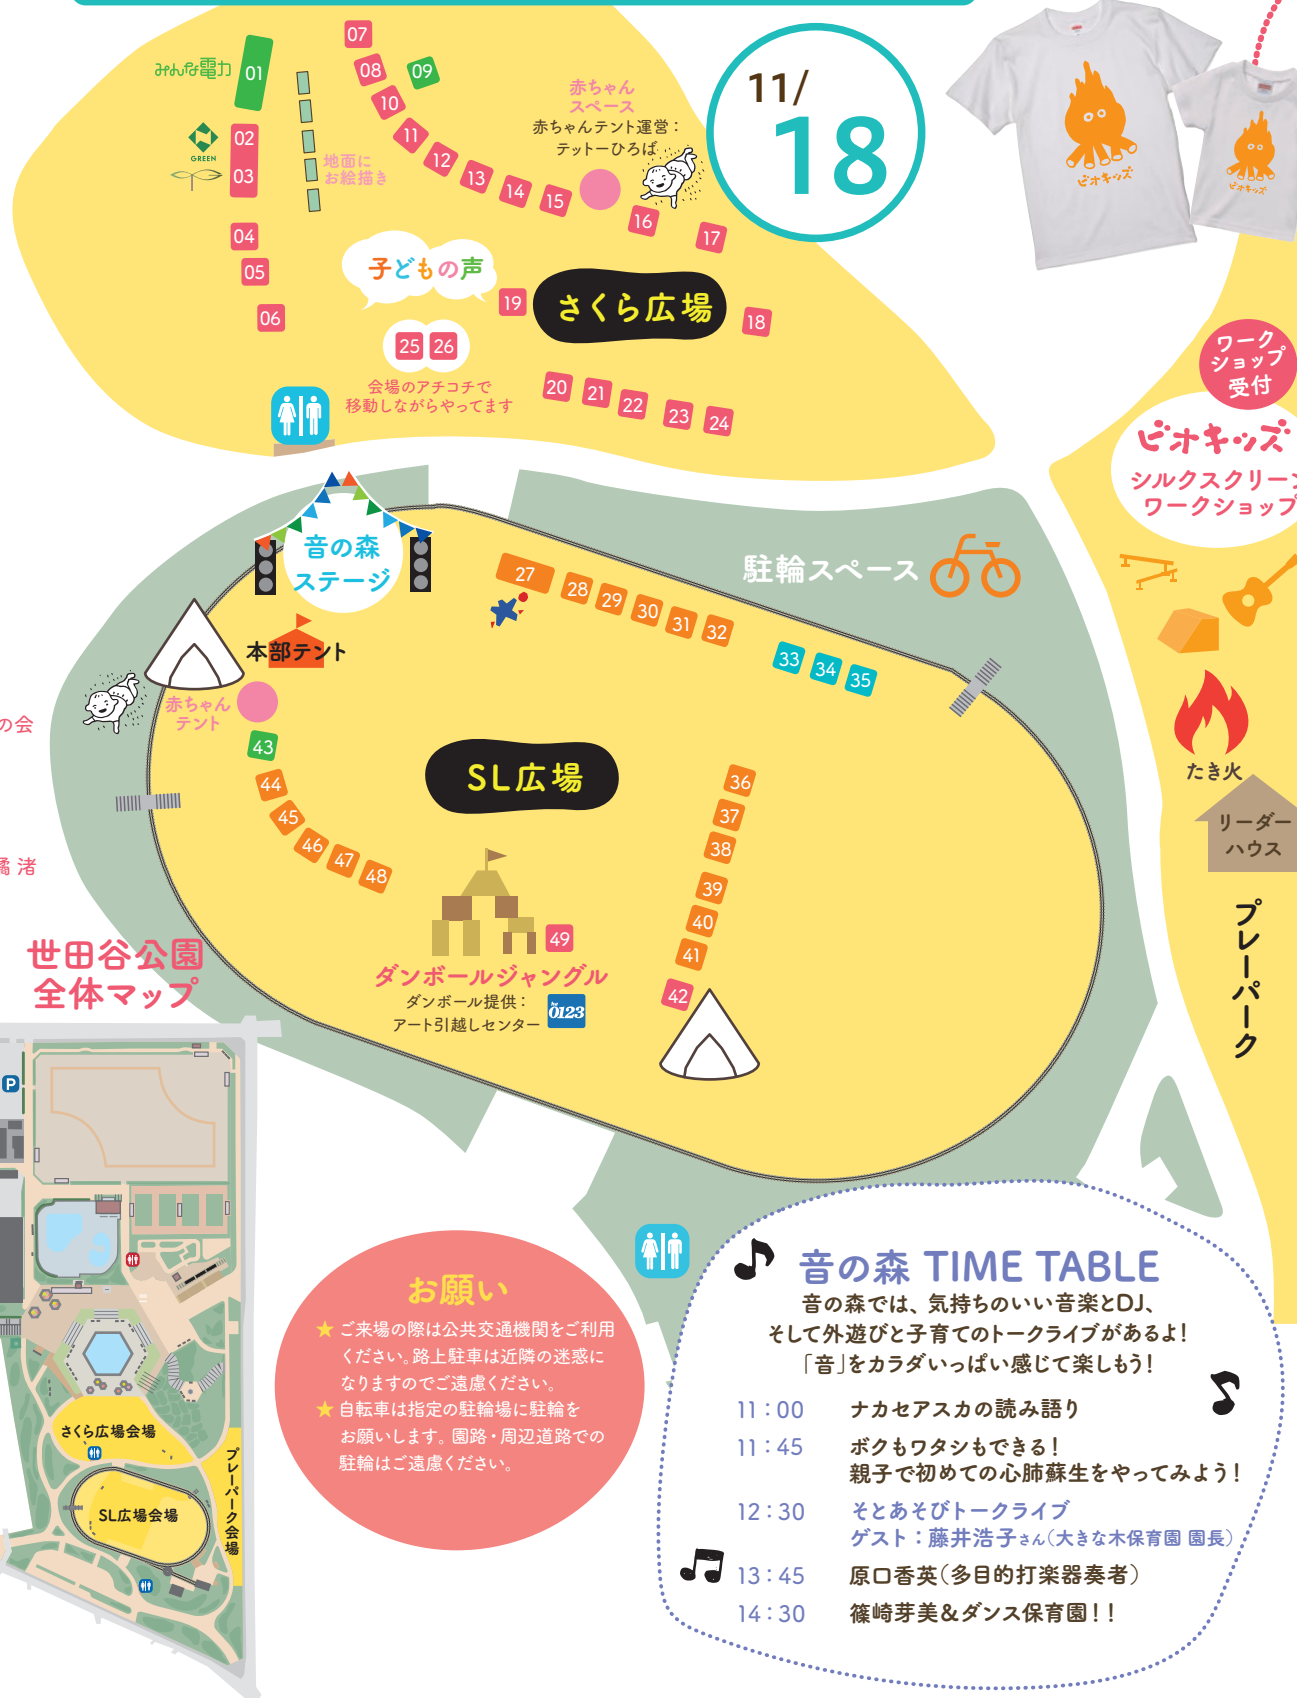 11/
18
みんな電力
01
GREEN
02
03
04
05
06
07
08
09
10
11
12
13
14
15
16
17
18
19
20
21
22
23
24
25 26
地面に
お絵描き
赤ちゃん
スペース
赤ちゃんテント運営：
テットーひろば
子どもの声
さくら広場
会場のアチコチで
移動しながらやってます
ビオキッズ
ビオキッズ
ワーク
ショップ
受付
ビオキッズ
シルクスクリーン
ワークショップ
たき火
リーダー
ハウス
プレーパーク
音の森
ステージ
駐輪スペース
本部テント
赤ちゃん
テント
27
28
29
30
31
32
33
34
35
36
37
38
39
40
41
42
43
44
45
46
47
48
49
SL広場
ダンボールジャングル
ダンボール提供：
アート引越しセンター
0123
の会
渚
世田谷公園
全体マップ
P
さくら広場会場
SL広場会場
プレーパーク会場
お願い
★ ご来場の際は公共交通機関をご利用
ください。路上駐車は近隣の迷惑に
なりますのでご遠慮ください。
★ 自転車は指定の駐輪場に駐輪を
お願いします。園路・周辺道路での
駐輪はご遠慮ください。
音の森 TIME TABLE
音の森では、気持ちのいい音楽とDJ、
そして外遊びと子育てのトークライブがあるよ！
「音」をカラダいっぱい感じて楽しもう！
11：00 ナカセアスカの読み語り
11：45 ボクもワタシもできる！
親子で初めての心肺蘇生をやってみよう！
12：30 そとあそびトークライブ
ゲスト：藤井浩子さん（大きな木保育園 園長）
13：45 原口香英（多目的打楽器奏者）
14：30 篠崎芽美＆ダンス保育園！！